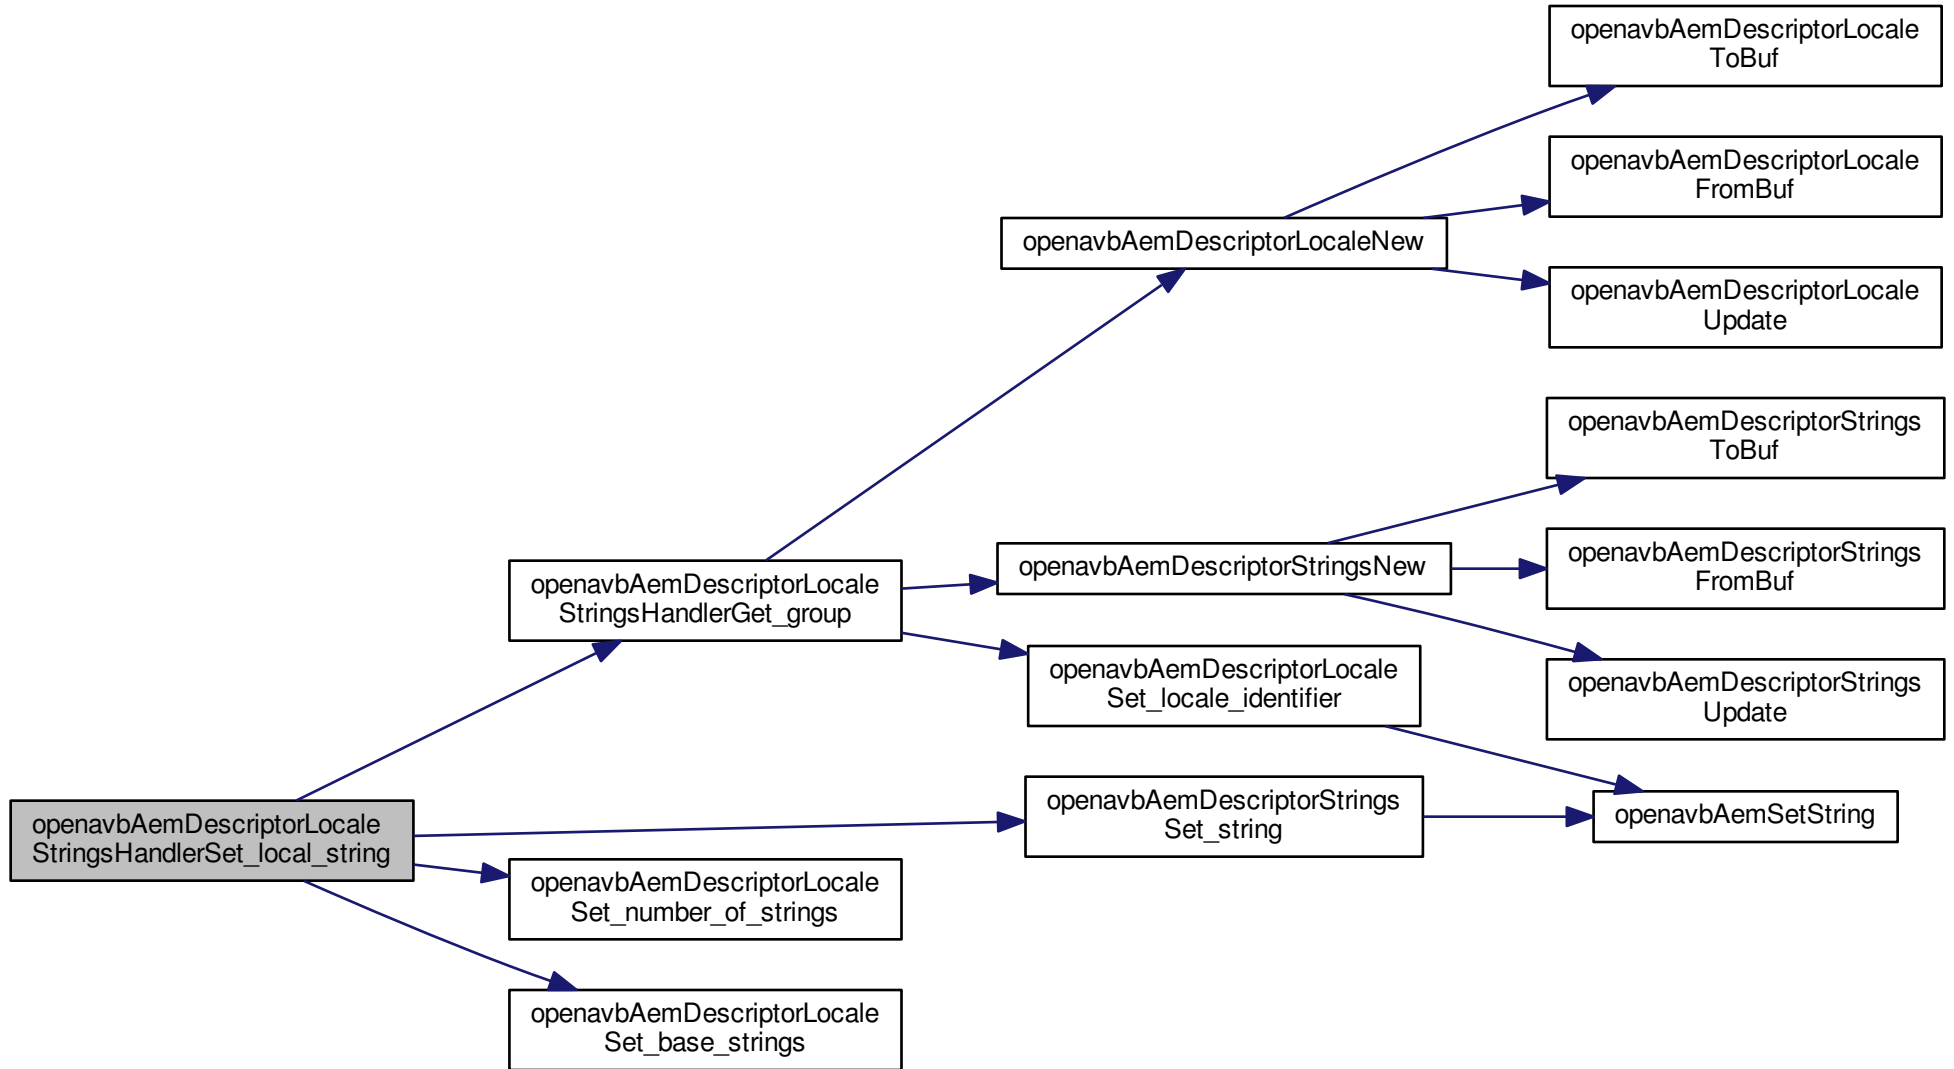 openavbAemDescriptorLocale
ToBuf
openavbAemDescriptorLocale
FromBuf
openavbAemDescriptorLocaleNew
openavbAemDescriptorLocale
Update
openavbAemDescriptorStrings
ToBuf
openavbAemDescriptorLocale
StringsHandlerGet_group
openavbAemDescriptorStringsNew
openavbAemDescriptorStrings
FromBuf
openavbAemDescriptorLocale
Set_locale_identifier
openavbAemDescriptorStrings
Update
openavbAemDescriptorLocale
StringsHandlerSet_local_string
openavbAemDescriptorStrings
Set_string
openavbAemSetString
openavbAemDescriptorLocale
Set_number_of_strings
openavbAemDescriptorLocale
Set_base_strings